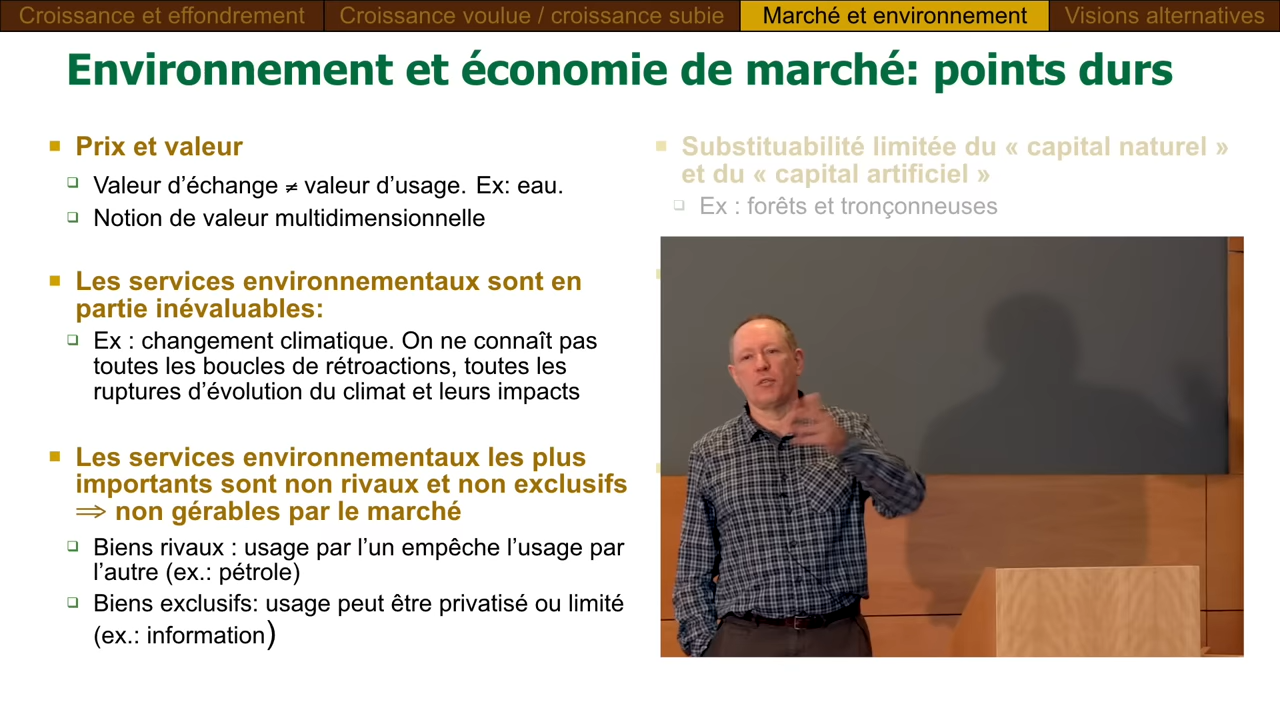 Croissance et effondrement
Croissance voulue / croissance subie
Marché et environnement
Visions alternatives
Environnement et économie de marché: points durs
Prix et valeur
Valeur d’échange ≠ valeur d’usage. Ex: eau.
Notion de valeur multidimensionnelle
Les services environnementaux sont en
partie inévaluables:
Ex : changement climatique. On ne connaît pas
toutes les boucles de rétroactions, toutes les
ruptures d’évolution du climat et leurs impacts
Les services environnementaux les plus
importants sont non rivaux et non exclusifs
⇒ non gérables par le marché
Biens rivaux : usage par l’un empêche l’usage par
l’autre (ex.: pétrole)
Biens exclusifs: usage peut être privatisé ou limité
(ex.: information)
Substituabilité limitée du « capital naturel »
et du « capital artificiel »
Ex : forêts et tronçonneuses